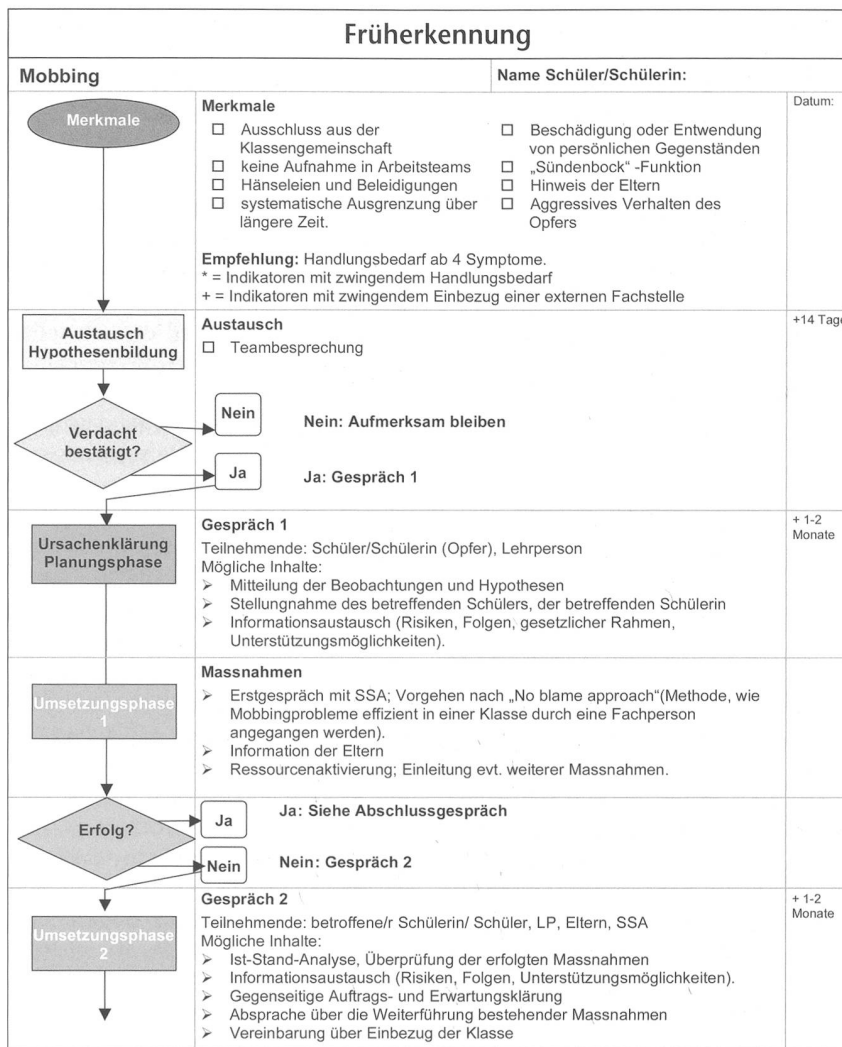 Früherkennung
Mobbing
Name Schüler/Schülerin:
Merkmale
Merkmale
Datum:
☐ Ausschluss aus der
Klassengemeinschaft
☐ keine Aufnahme in Arbeitsteams
☐ Hänseleien und Beleidigungen
☐ systematische Ausgrenzung über
längere Zeit.
☐ Beschädigung oder Entwendung
von persönlichen Gegenständen
☐ „Sündenbock“ -Funktion
☐ Hinweis der Eltern
☐ Aggressives Verhalten des
Opfers
Empfehlung: Handlungsbedarf ab 4 Symptome.
* = Indikatoren mit zwingendem Handlungsbedarf
+ = Indikatoren mit zwingendem Einbezug einer externen Fachstelle
Austausch
Hypothesenbildung
Austausch
☐ Teambesprechung
+14 Tage
Verdacht
bestätigt?
Nein
Nein: Aufmerksam bleiben
Ja
Ja: Gespräch 1
Ursachenklärung
Planungsphase
Gespräch 1
Teilnehmende: Schüler/Schülerin (Opfer), Lehrperson
Mögliche Inhalte:
➢ Mitteilung der Beobachtungen und Hypothesen
➢ Stellungnahme des betreffenden Schülers, der betreffenden Schülerin
➢ Informationsaustausch (Risiken, Folgen, gesetzlicher Rahmen,
Unterstützungsmöglichkeiten).
+ 1-2
Monate
Umsetzungsphase
1
Massnahmen
➢ Erstgespräch mit SSA; Vorgehen nach „No blame approach“(Methode, wie
Mobbingprobleme effizient in einer Klasse durch eine Fachperson
angegangen werden).
➢ Information der Eltern
➢ Ressourcenaktivierung; Einleitung evt. weiterer Massnahmen.
Erfolg?
Ja
Ja: Siehe Abschlussgespräch
Nein
Nein: Gespräch 2
Umsetzungsphase
2
Gespräch 2
Teilnehmende: betroffene/r Schülerin/ Schüler, LP, Eltern, SSA
Mögliche Inhalte:
➢ Ist-Stand-Analyse, Überprüfung der erfolgten Massnahmen
➢ Informationsaustausch (Risiken, Folgen, Unterstützungsmöglichkeiten).
➢ Gegenseitige Auftrags- und Erwartungsklärung
➢ Absprache über die Weiterführung bestehender Massnahmen
➢ Vereinbarung über Einbezug der Klasse
+ 1-2
Monate